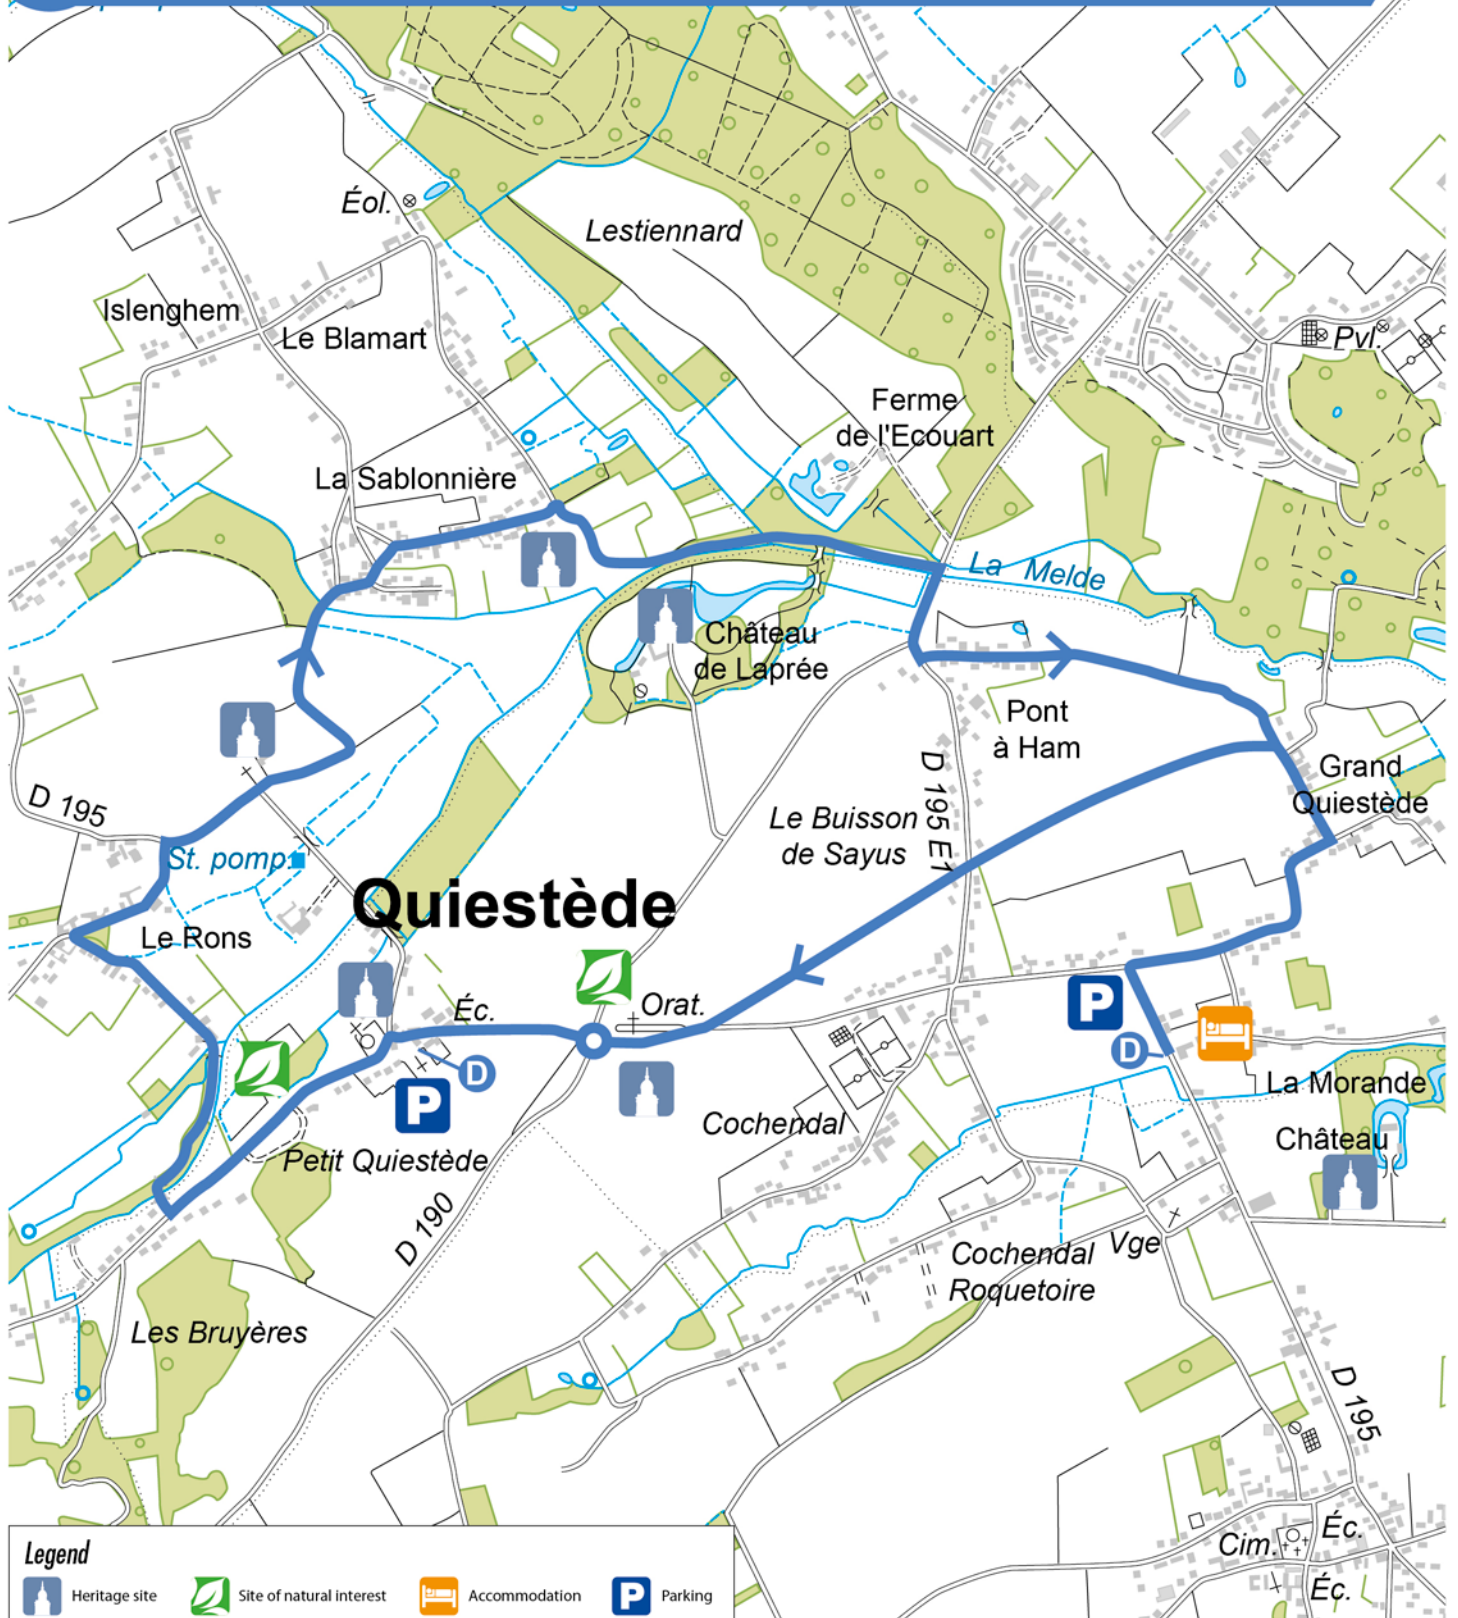 Éol.
Lestiennard
Islenghem
Le Blamart
Pvl.
Ferme
de l'Ecouart
La Sablonnière
La Melde
Château
de Laprée
Pont
à Ham
D 195
D 195 E1
Grand
Quiestède
Le Buisson
de Sayus
St. pomp.
Quiestède
Le Rons
Éc.
Orat.
P
D
D
P
La Morande
Cochendal
Château
Petit Quiestède
D 190
Vge
Cochendal
Roquetoire
Les Bruyères
D 195
Éc.
Cim.
Éc.
Legend
Heritage site
Site of natural interest
Accommodation
P Parking